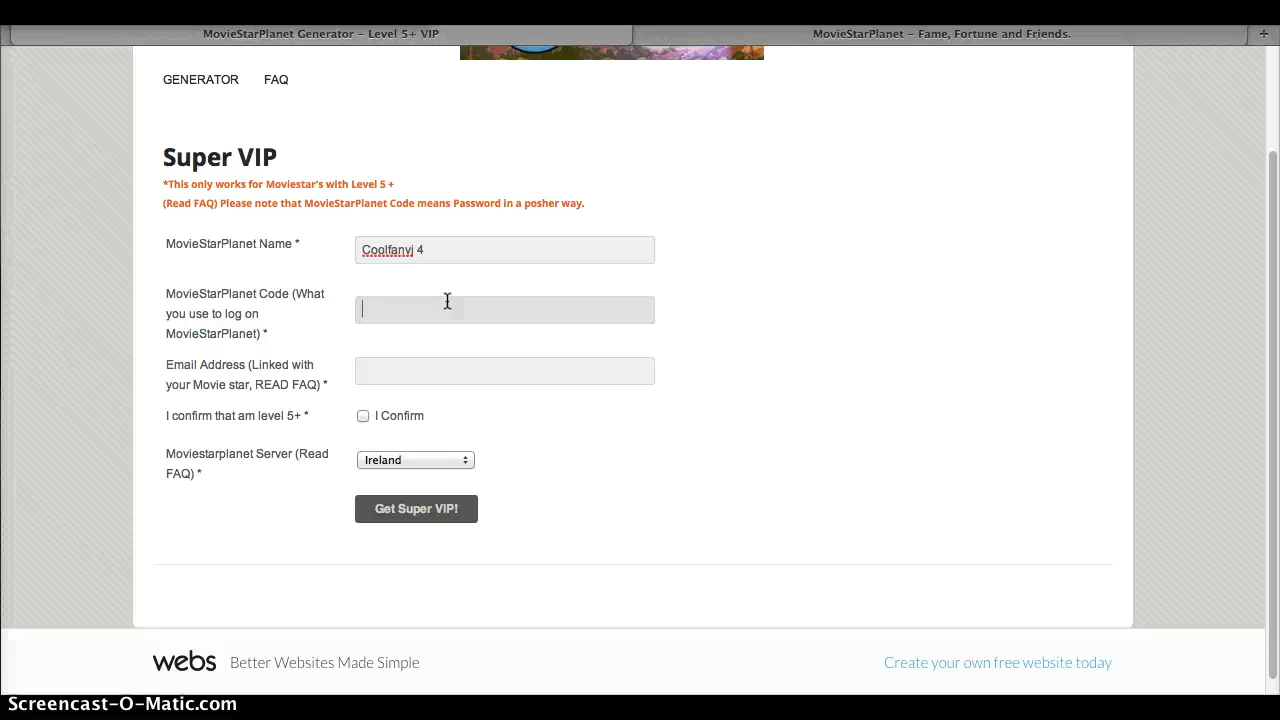 MovieStarPlanet Generator – Level 5+ VIP
MovieStarPlanet – Fame, Fortune and Friends.
+
GENERATOR FAQ
Super VIP
*This only works for Moviestar's with Level 5 +
(Read FAQ) Please note that MovieStarPlanet Code means Password in a posher way.
MovieStarPlanet Name *
Coolfanvi 4
MovieStarPlanet Code (What
you use to log on
MovieStarPlanet) *
Email Address (Linked with
your Movie star, READ FAQ) *
I confirm that am level 5+ *
I Confirm
Moviestarplanet Server (Read
FAQ) *
Ireland
Get Super VIP!
webs Better Websites Made Simple
Create your own free website today
Screencast-O-Matic.com